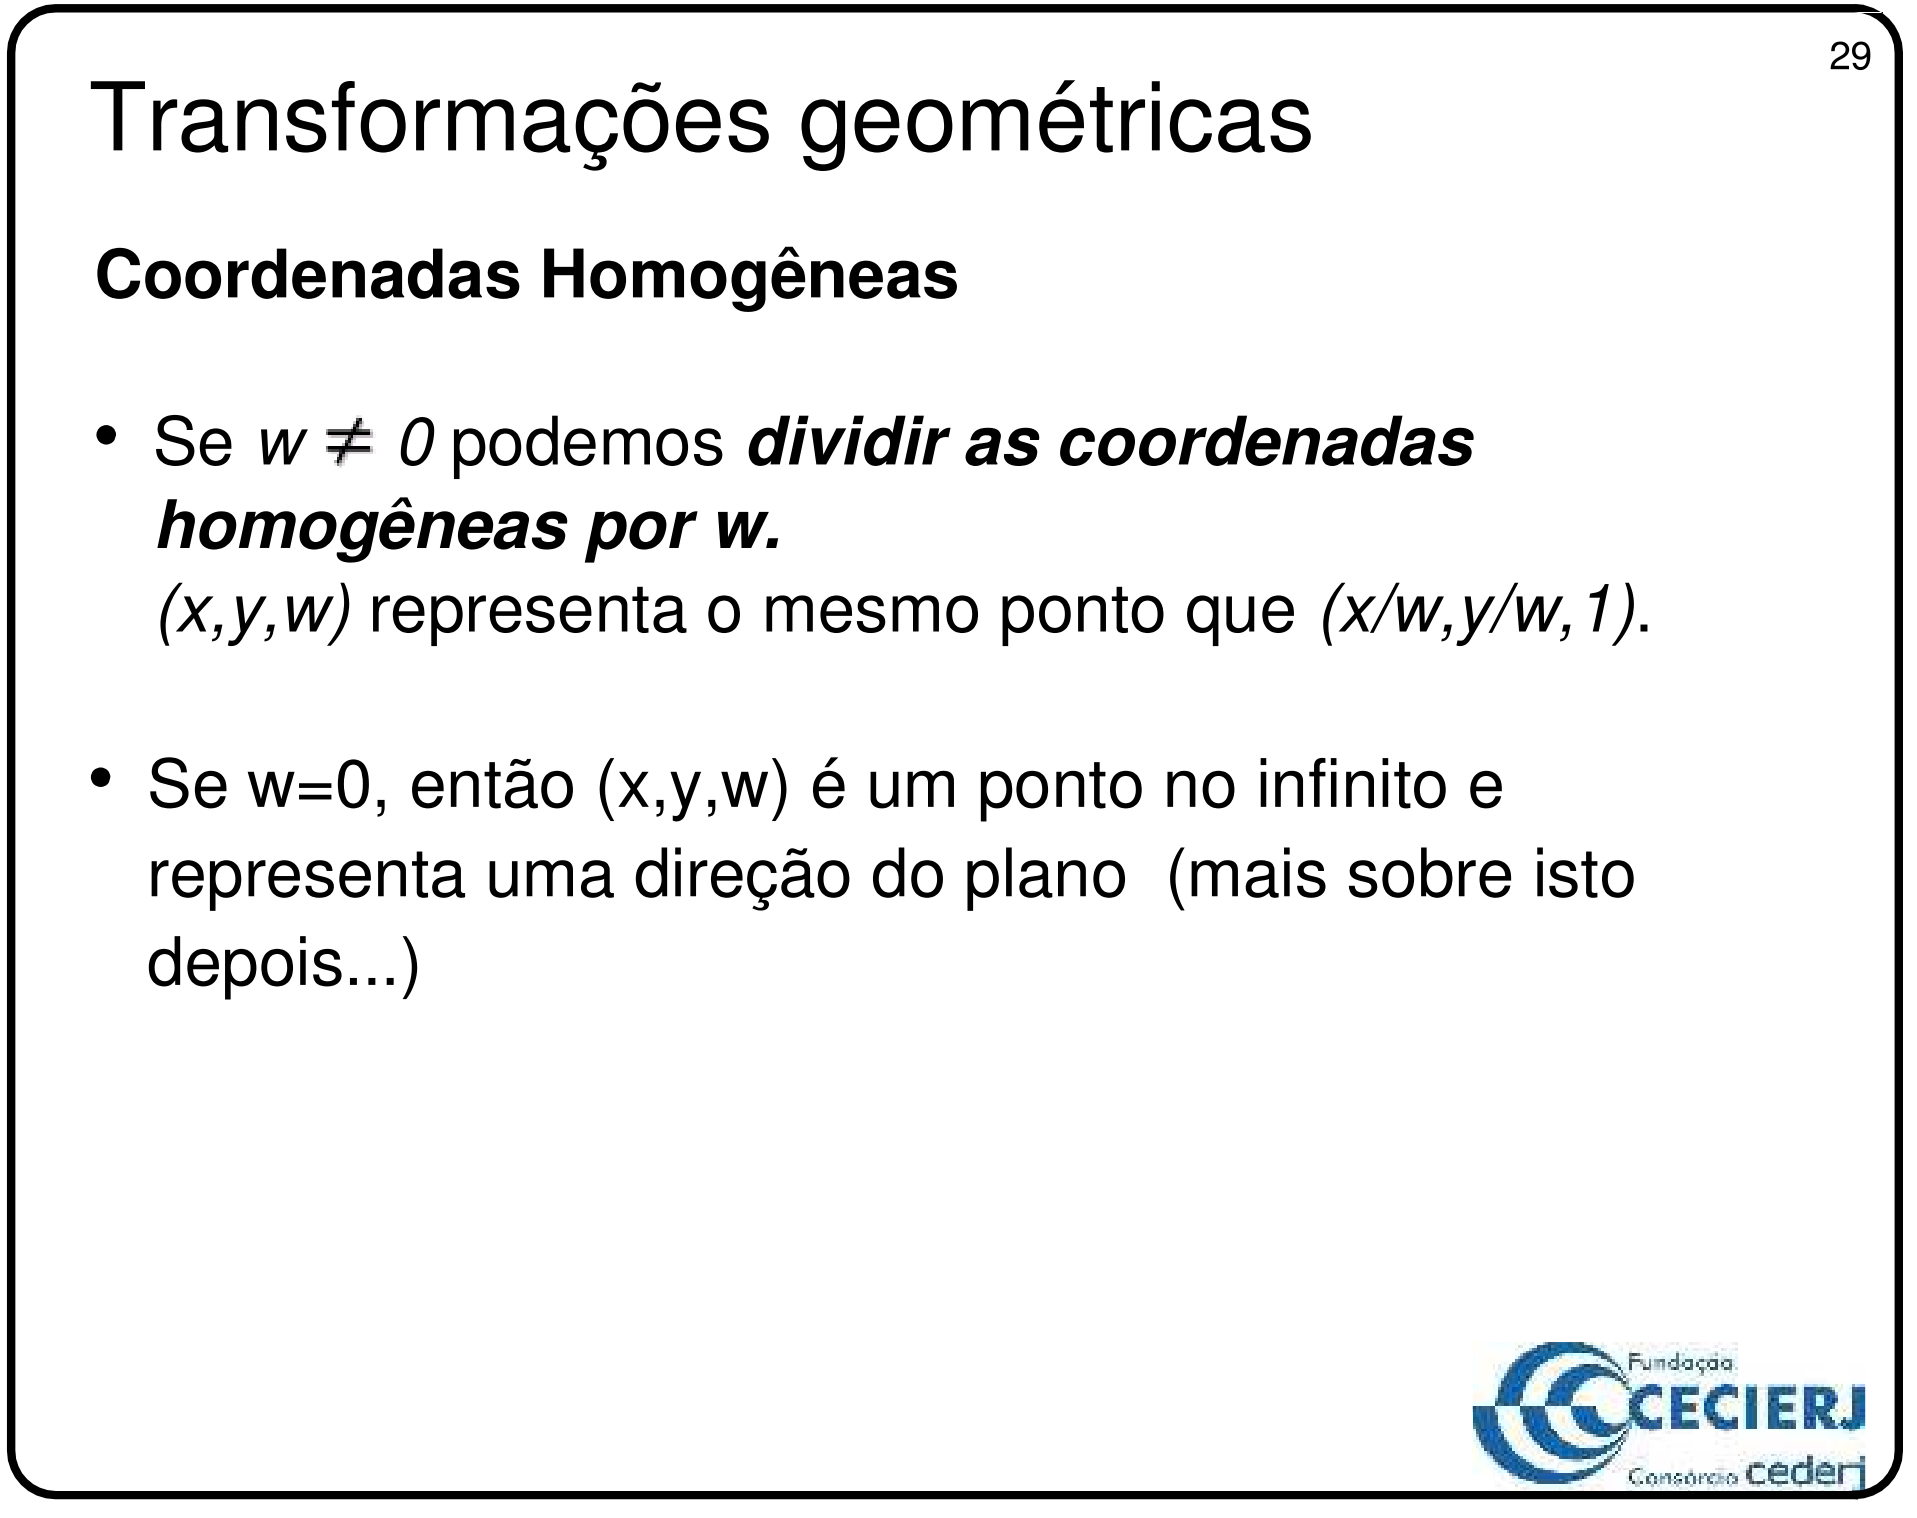 29
Transformações geométricas
Coordenadas Homogêneas
• Se w ≠ 0 podemos dividir as coordenadas
homogêneas por w.
(x,y,w) representa o mesmo ponto que (x/w,y/w,1).
• Se w=0, então (x,y,w) é um ponto no infinito e
representa uma direção do plano (mais sobre isto
depois...)
Fundação
CECIERJ
Consórcio cederj